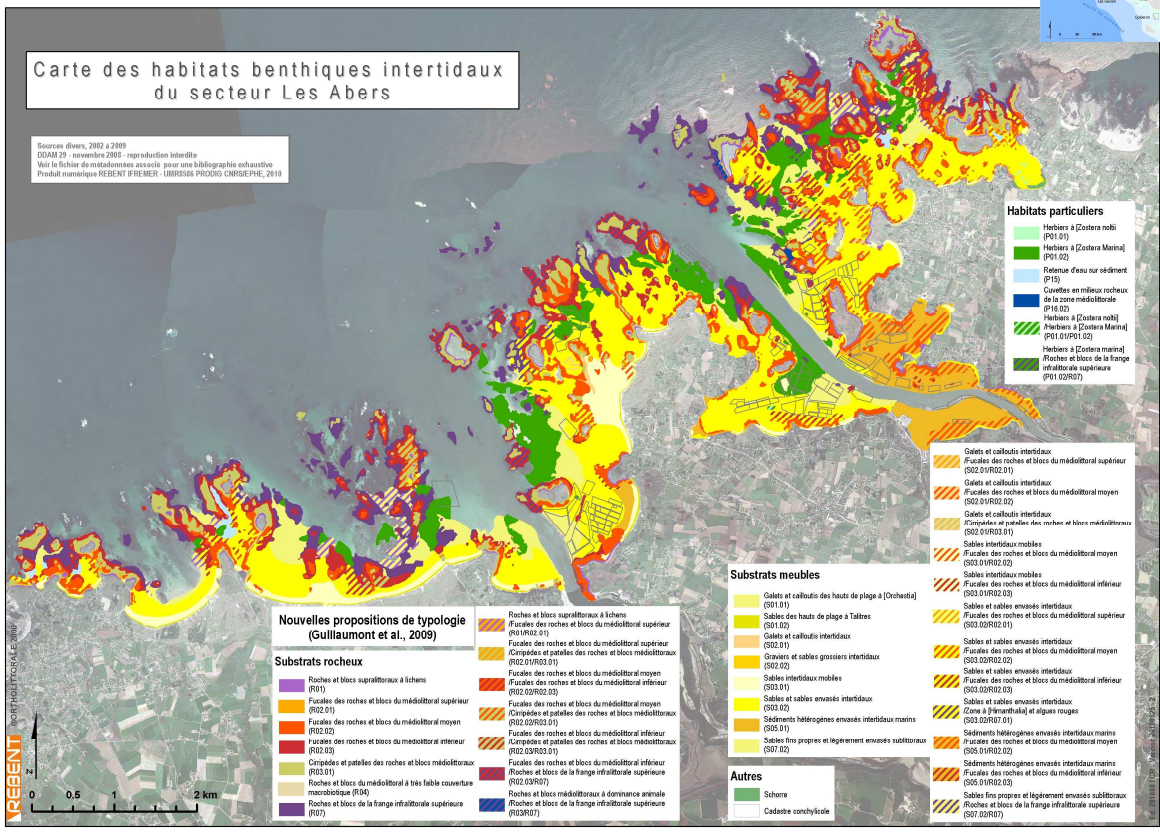 Carte des habitats benthiques intertidaux
du secteur Les Abers
Sources divers, 2002 à 2009
DDAM 29 - novembre 2008 - reproduction interdite
Voir le fichier de métadonnées associé pour une bibliographie exhaustive
Produit numérique REBENT IFREMER - UMR8586 PRODIG CNRS/EPHE, 2010
Quiberon
Habitats particuliers
Herbiers à [Zostera noltii
(P01.01)
Herbiers à [Zostera Marina]
(P01.02)
Retenue d'eau sur sédiment
(P15)
Cuvettes en milieux rocheux
de la zone médiolittorale
(P16.02)
Herbiers à [Zostera noltii]
/Herbiers à [Zostera Marina]
(P01.01/P01.02)
Herbiers à [Zostera marina]
/Roches et blocs de la frange
infralittorale supérieure
(P01.02/R07)
Galets et cailloutis intertidaux
/Fucales des roches et blocs du médiolittoral supérieur
(S02.01/R02.01)
Galets et cailloutis intertidaux
/Fucales des roches et blocs du médiolittoral moyen
(S02.01/R02.02)
Galets et cailloutis intertidaux
/Cirripèdes et patelles des roches et blocs médiolittoraux
(S02.01/R03.01)
Sables intertidaux mobiles
/Fucales des roches et blocs du médiolittoral moyen
(S03.01/R02.02)
Sables intertidaux mobiles
/Fucales des roches et blocs du médiolittoral inférieur
(S03.01/R02.03)
Sables et sables envasés intertidaux
/Fucales des roches et blocs du médiolittoral supérieur
(S03.02/R02.01)
Sables et sables envasés intertidaux
/Fucales des roches et blocs du médiolittoral moyen
(S03.02/R02.02)
Sables et sables envasés intertidaux
/Fucales des roches et blocs du médiolittoral inférieur
(S03.02/R02.03)
Sables et sables envasés intertidaux
/Zone à [Himanthalia] et algues rouges
(S03.02/R07.01)
Sédiments hétérogènes envasés intertidaux marins
/Fucales des roches et blocs du médiolittoral moyen
(S05.01/R02.02)
Sédiments hétérogènes envasés intertidaux marins
/Fucales des roches et blocs du médiolittoral inférieur
(S05.01/R02.03)
Sables fins propres et légèrement envasés sublittoraux
/Roches et blocs de la frange infralittorale supérieure
(S07.02/R07)
Substrats meubles
Galets et cailloutis des hauts de plage à [Orchestia]
(S01.01)
Sables des hauts de plage à Talitres
(S01.02)
Galets et cailloutis intertidaux
(S02.01)
Graviers et sables grossiers intertidaux
(S02.02)
Sables intertidaux mobiles
(S03.01)
Sables et sables envasés intertidaux
(S03.02)
Sédiments hétérogènes envasés intertidaux marins
(S05.01)
Sables fins propres et légèrement envasés sublittoraux
(S07.02)
Autres
Schorre
Cadastre conchylicole
Nouvelles propositions de typologie
(Guillaumont et al., 2009)
Substrats rocheux
Roches et blocs supralittoraux à lichens
(R01)
Fucales des roches et blocs du médiolittoral supérieur
(R02.01)
Fucales des roches et blocs du médiolittoral moyen
(R02.02)
Fucales des roches et blocs du médiolittoral inférieur
(R02.03)
Cirripèdes et patelles des roches et blocs médiolittoraux
(R03.01)
Roches et blocs du médiolittoral à très faible couverture
macrobiotique (R04)
Roches et blocs de la frange infralittorale supérieure
(R07)
Roches et blocs supralittoraux à lichens
/Fucales des roches et blocs du médiolittoral supérieur
(R01/R02.01)
Fucales des roches et blocs du médiolittoral supérieur
/Cirripèdes et patelles des roches et blocs médiolittoraux
(R02.01/R03.01)
Fucales des roches et blocs du médiolittoral moyen
/Fucales des roches et blocs du médiolittoral inférieur
(R02.02/R02.03)
Fucales des roches et blocs du médiolittoral moyen
/Cirripèdes et patelles des roches et blocs médiolittoraux
(R02.02/R03.01)
Fucales des roches et blocs du médiolittoral inférieur
/Cirripèdes et patelles des roches et blocs médiolittoraux
(R02.03/R03.01)
Fucales des roches et blocs du médiolittoral inférieur
/Roches et blocs de la frange infralittorale supérieure
(R02.03/R07)
Roches et blocs médiolittoraux à dominance animale
/Roches et blocs de la frange infralittorale supérieure
(R03/R07)
REBENT
N
0 0,5 1 2 km